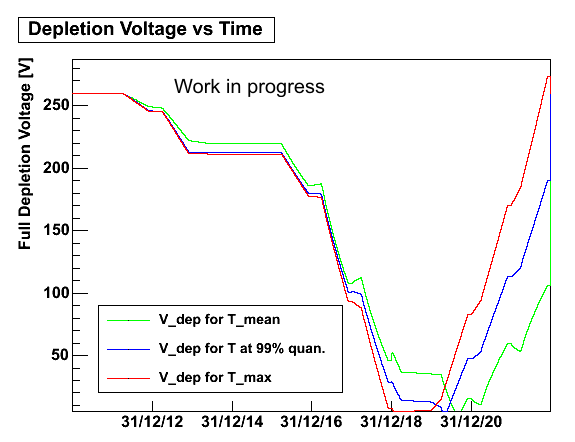 Depletion Voltage vs Time
Work in progress
Full Depletion Voltage [V]
250
200
150
100
50
V_dep for T_mean
V_dep for T at 99% quan.
V_dep for T_max
31/12/12 31/12/14 31/12/16 31/12/18 31/12/20